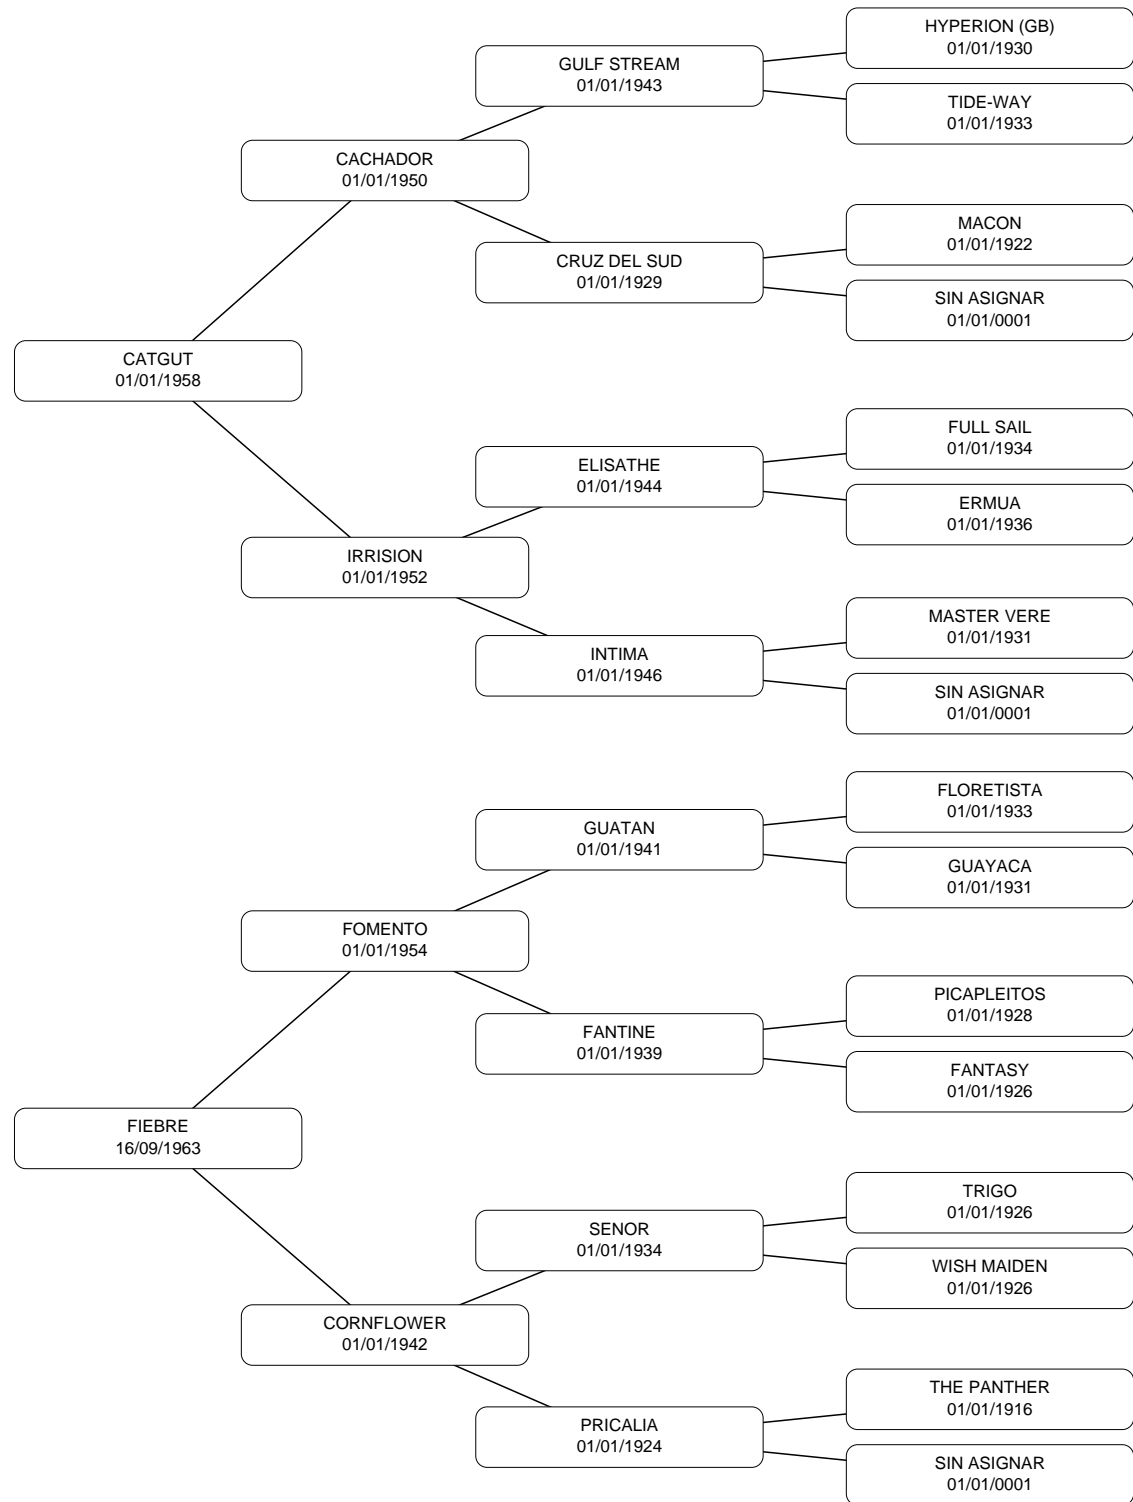 HYPERION (GB)
01/01/1930
GULF STREAM
01/01/1943
TIDE-WAY
01/01/1933
CACHADOR
01/01/1950
MACON
01/01/1922
CRUZ DEL SUD
01/01/1929
SIN ASIGNAR
01/01/0001
CATGUT
01/01/1958
FULL SAIL
01/01/1934
ELISATHE
01/01/1944
ERMUA
01/01/1936
IRRISION
01/01/1952
MASTER VERE
01/01/1931
INTIMA
01/01/1946
SIN ASIGNAR
01/01/0001
FLORETISTA
01/01/1933
GUATAN
01/01/1941
GUAYACA
01/01/1931
FOMENTO
01/01/1954
PICAPLEITOS
01/01/1928
FANTINE
01/01/1939
FANTASY
01/01/1926
FIEBRE
16/09/1963
TRIGO
01/01/1926
SENOR
01/01/1934
WISH MAIDEN
01/01/1926
CORNFLOWER
01/01/1942
THE PANTHER
01/01/1916
PRICALIA
01/01/1924
SIN ASIGNAR
01/01/0001